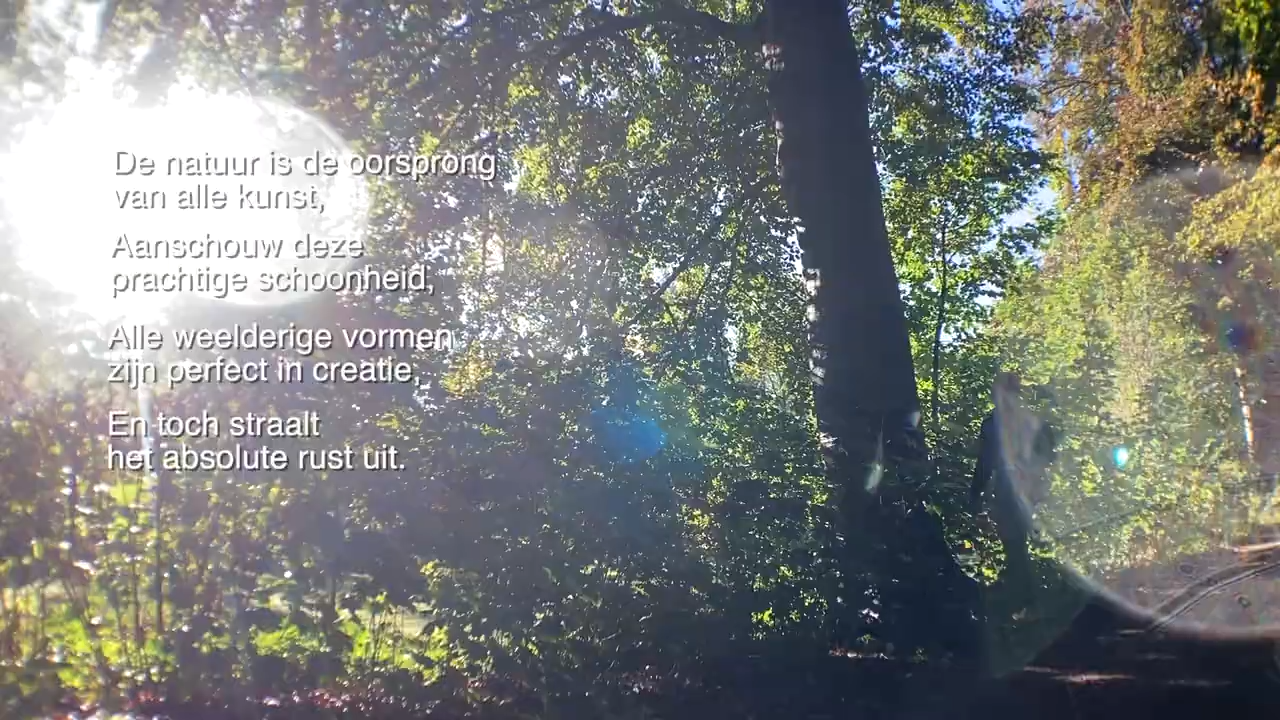 De natuur is de oorsprong
van alle kunst,
Aanschouw deze
prachtige schoonheid,
Alle weelderige vormen
zijn perfect in creatie,
En toch straalt
het absolute rust uit.